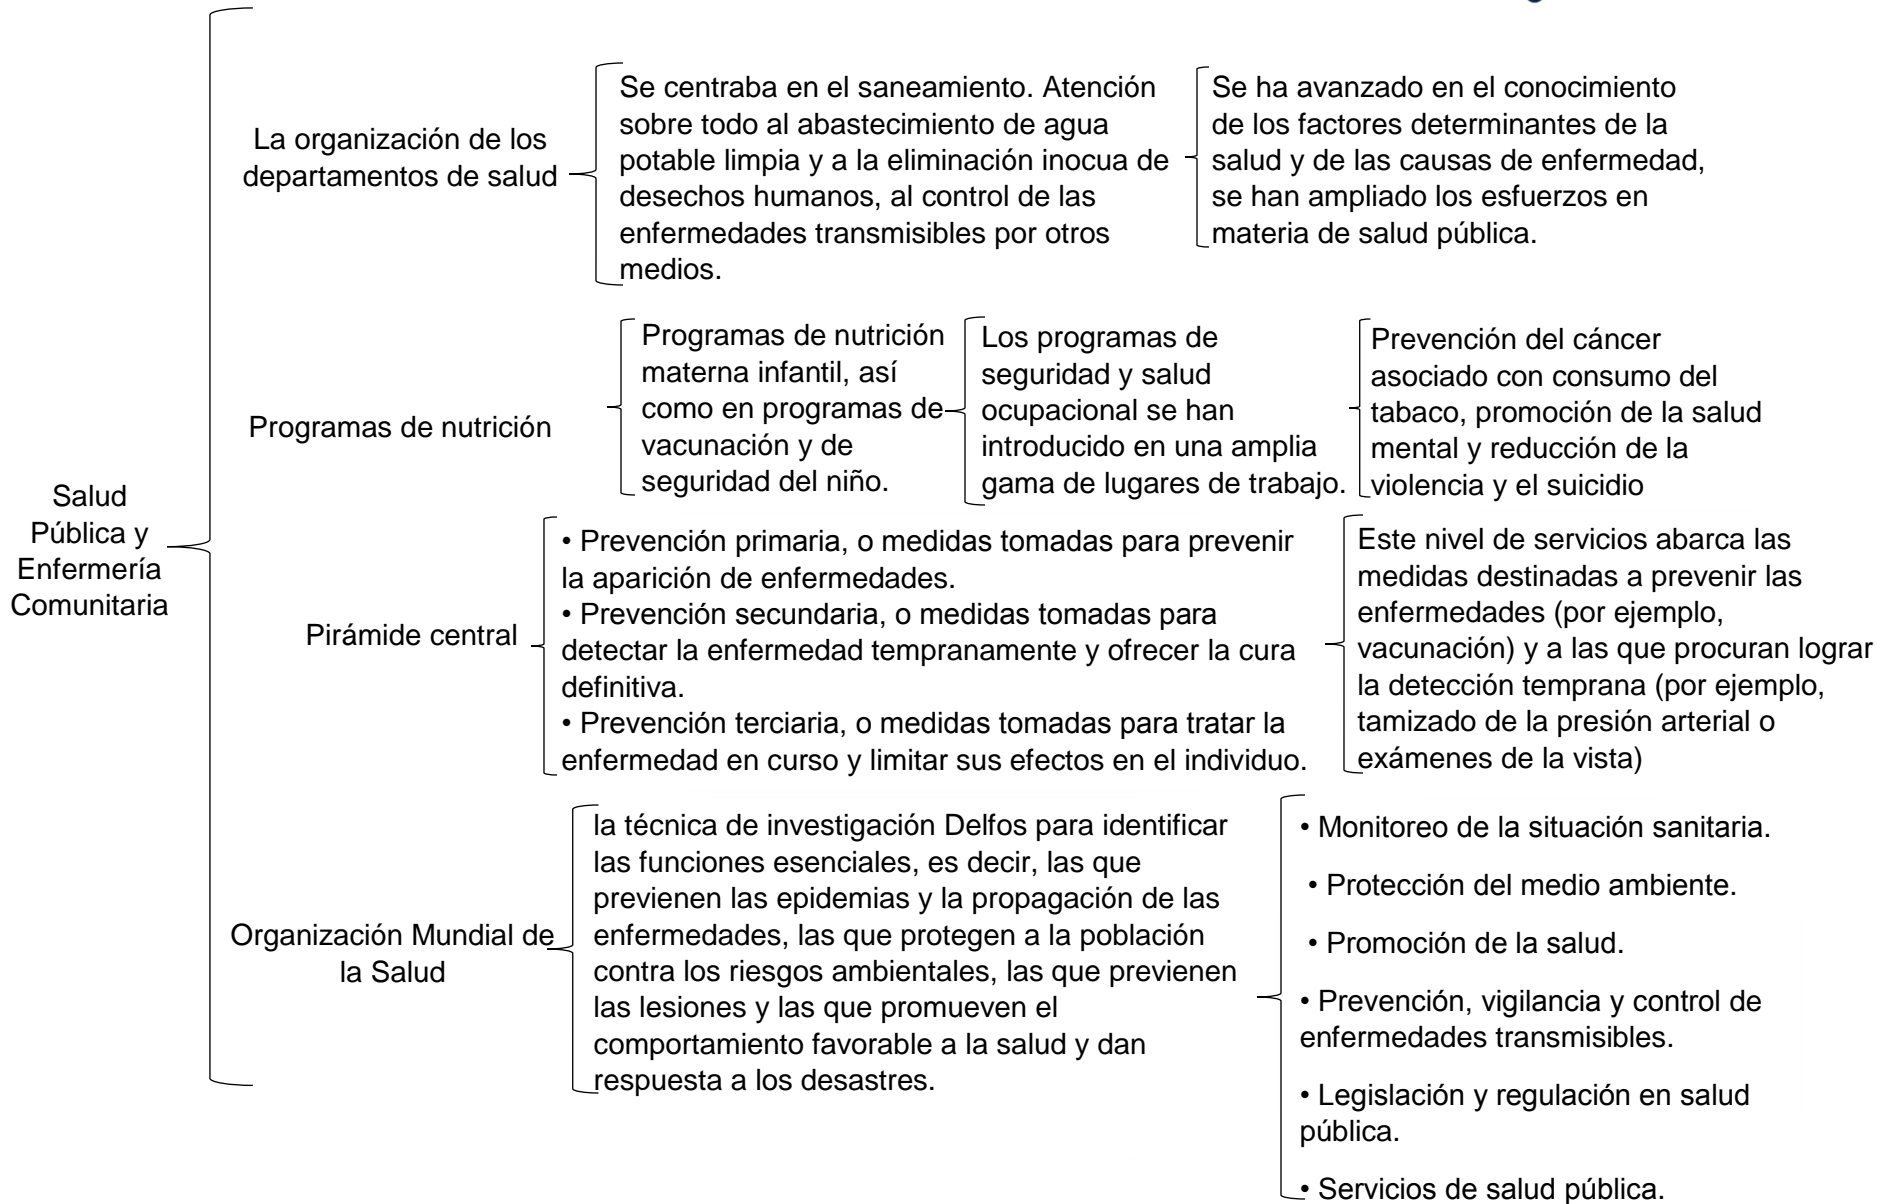 Salud
Pública y
Enfermería
Comunitaria
La organización de los
departamentos de salud
Se centraba en el saneamiento. Atención
sobre todo al abastecimiento de agua
potable limpia y a la eliminación inocua de
desechos humanos, al control de las
enfermedades transmisibles por otros
medios.
Se ha avanzado en el conocimiento
de los factores determinantes de la
salud y de las causas de enfermedad,
se han ampliado los esfuerzos en
materia de salud pública.
Programas de nutrición
Programas de nutrición
materna infantil, así
como en programas de
vacunación y de
seguridad del niño.
Los programas de
seguridad y salud
ocupacional se han
introducido en una amplia
gama de lugares de trabajo.
Prevención del cáncer
asociado con consumo del
tabaco, promoción de la salud
mental y reducción de la
violencia y el suicidio
Pirámide central
• Prevención primaria, o medidas tomadas para prevenir
la aparición de enfermedades.
• Prevención secundaria, o medidas tomadas para
detectar la enfermedad tempranamente y ofrecer la cura
definitiva.
• Prevención terciaria, o medidas tomadas para tratar la
enfermedad en curso y limitar sus efectos en el individuo.
Este nivel de servicios abarca las
medidas destinadas a prevenir las
enfermedades (por ejemplo,
vacunación) y a las que procuran lograr
la detección temprana (por ejemplo,
tamizado de la presión arterial o
exámenes de la vista)
Organización Mundial de
la Salud
la técnica de investigación Delfos para identificar
las funciones esenciales, es decir, las que
previenen las epidemias y la propagación de las
enfermedades, las que protegen a la población
contra los riesgos ambientales, las que previenen
las lesiones y las que promueven el
comportamiento favorable a la salud y dan
respuesta a los desastres.
• Monitoreo de la situación sanitaria.
• Protección del medio ambiente.
• Promoción de la salud.
• Prevención, vigilancia y control de
enfermedades transmisibles.
• Legislación y regulación en salud
pública.
• Servicios de salud pública.